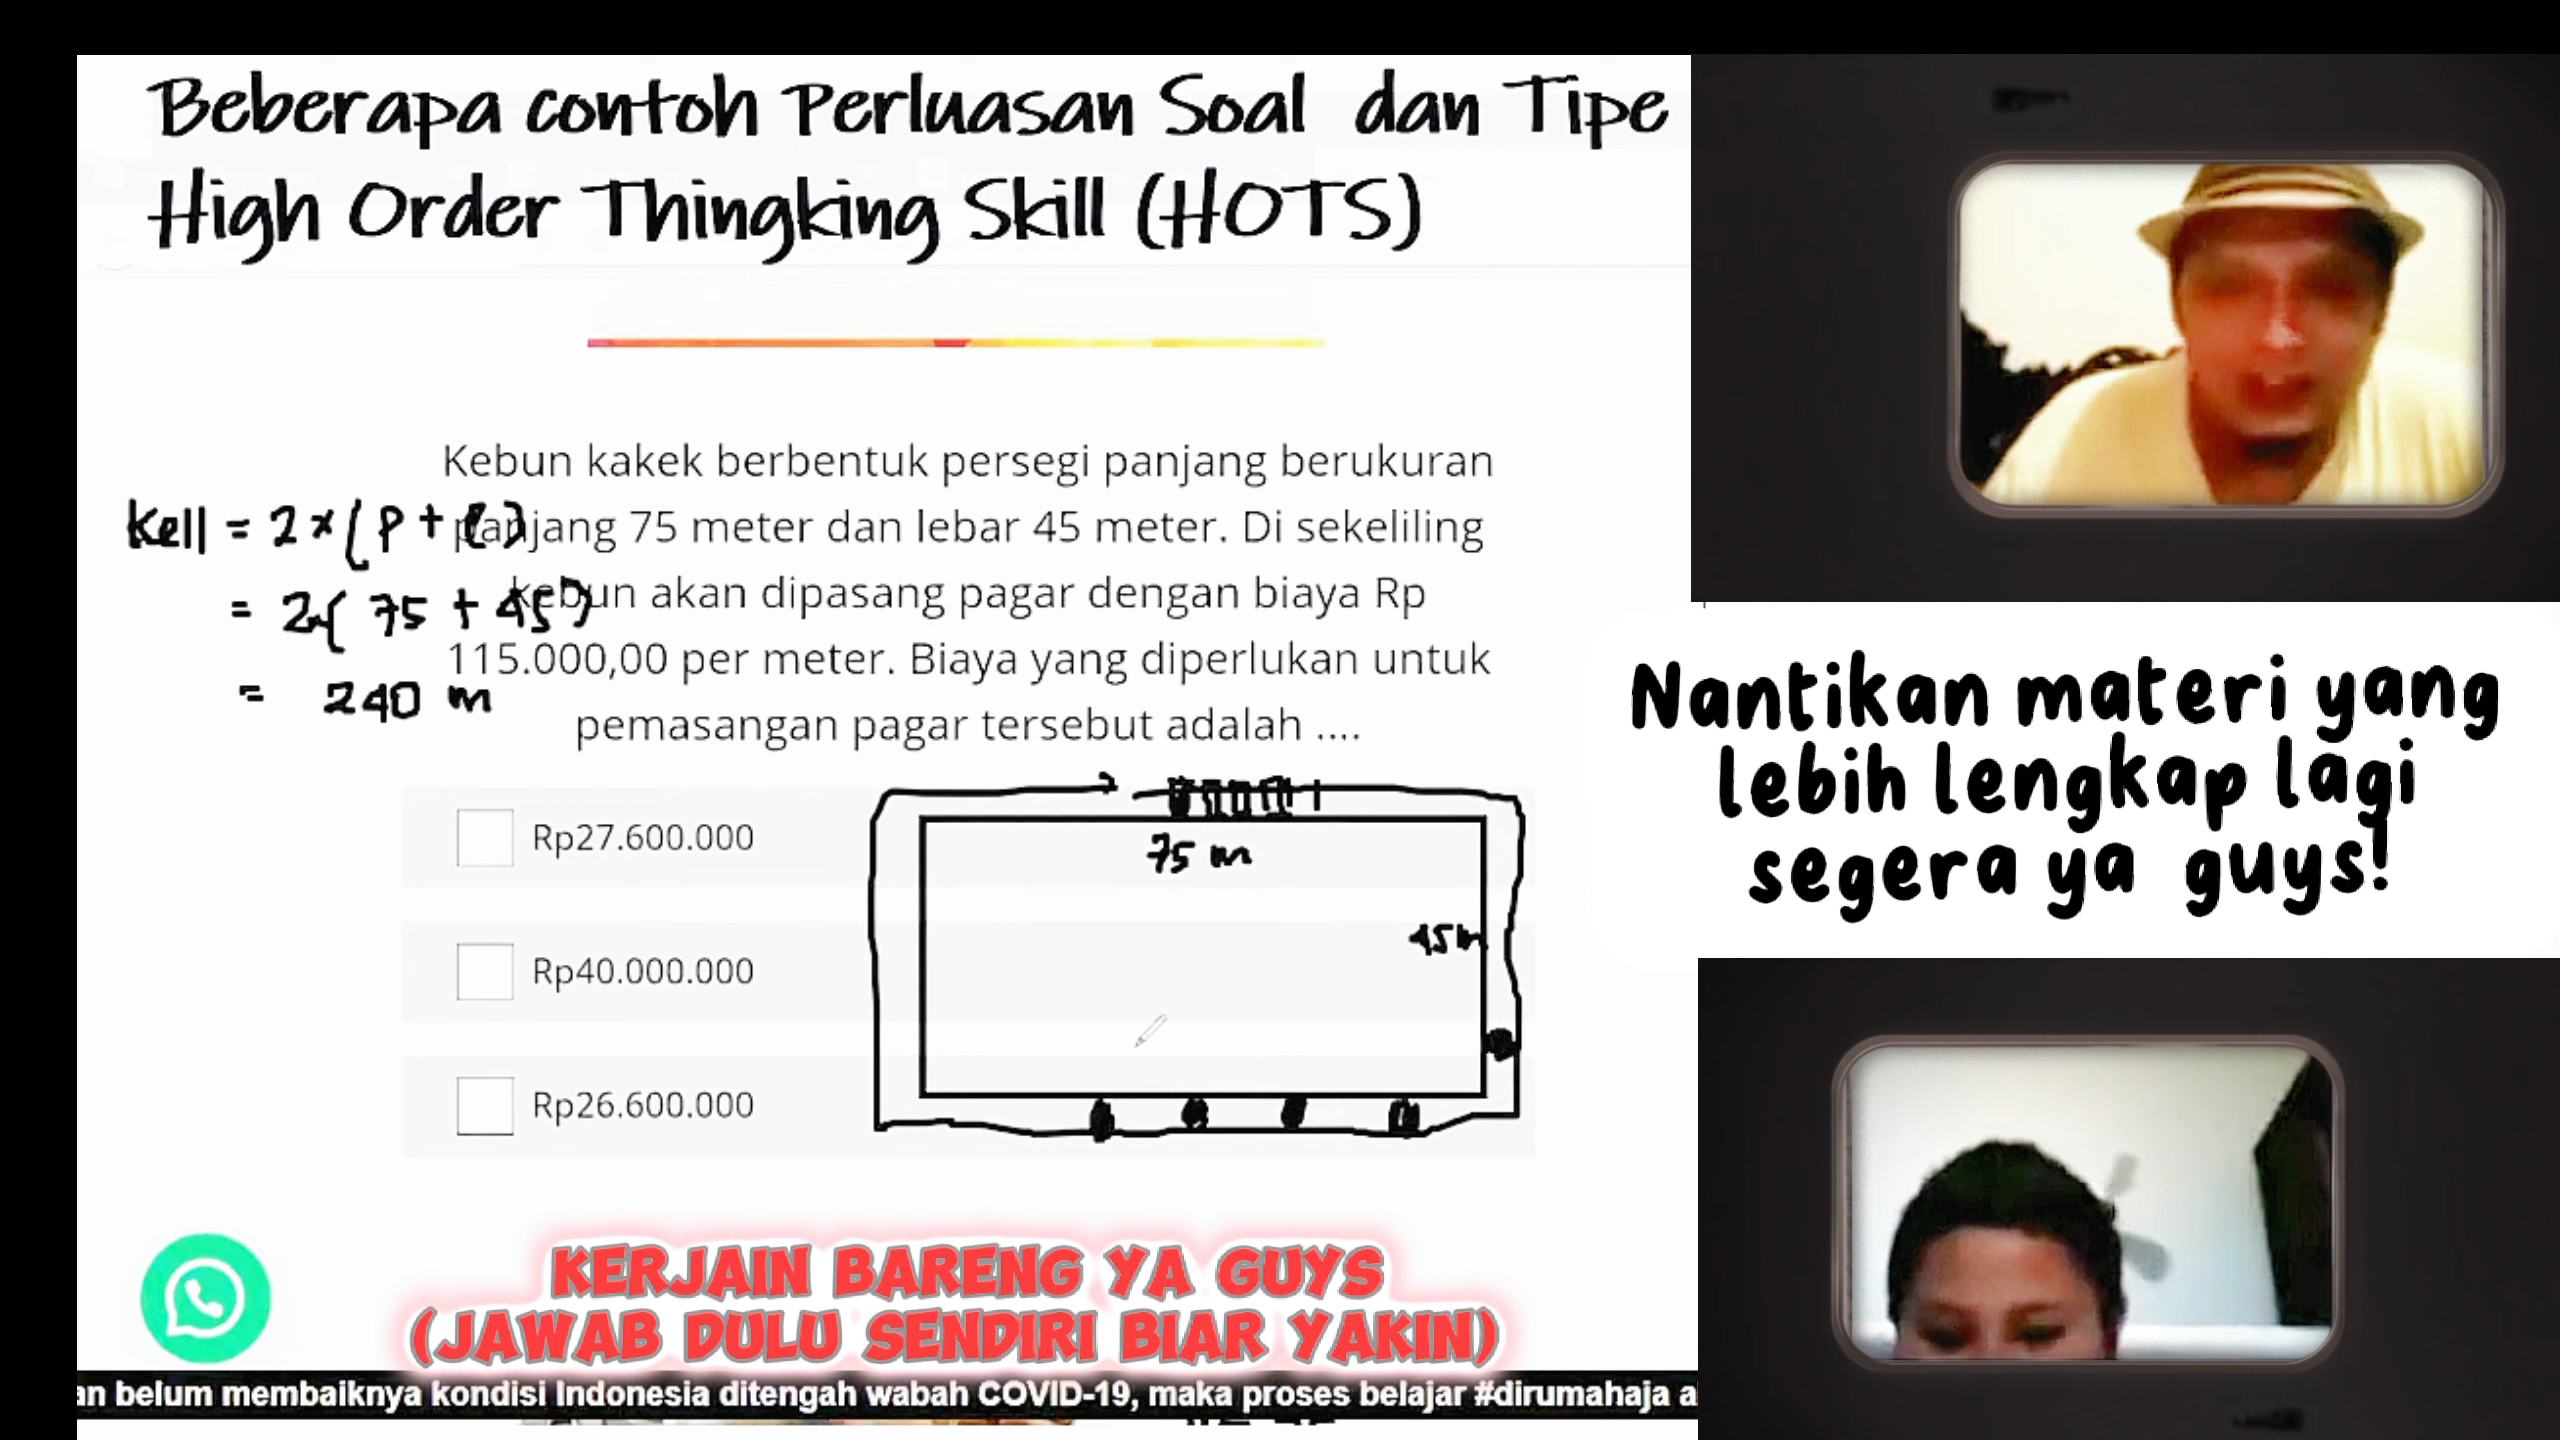 Beberapa contoh Perluasan Soal dan Tipe
High Order Thingking Skill (HOTS)
Kebun kakek berbentuk persegi panjang berukuran
panjang 75 meter dan lebar 45 meter. Di sekeliling
kebun akan dipasang pagar dengan biaya Rp
115.000,00 per meter. Biaya yang diperlukan untuk
pemasangan pagar tersebut adalah ....
Kell = 2 x ( P + l )
= 2 ( 75 + 45 )
= 240 m
Rp27.600.000
Rp40.000.000
Rp26.600.000
75 m
45 m
Nantikan materi yang
lebih lengkap lagi
segera ya guys!
KERJAIN BARENG YA GUYS
(JAWAB DULU SENDIRI BIAR YAKIN)
an belum membaiknya kondisi Indonesia ditengah wabah COVID-19, maka proses belajar #dirumahaja a